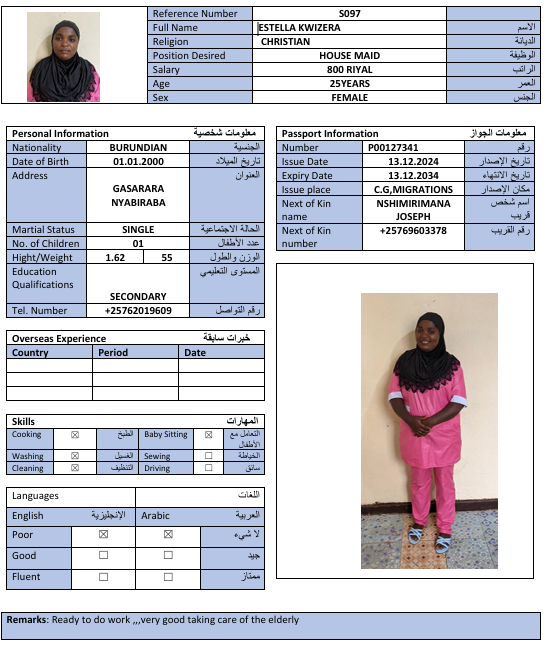 Reference Number S097
Full Name ESTELLA KWIZERA الاسم
Religion CHRISTIAN الديانة
Position Desired HOUSE MAID الوظيفة
Salary 800 RIYAL الراتب
Age 25YEARS العمر
Sex FEMALE الجنس
Personal Information معلومات شخصية
Nationality BURUNDIAN الجنسية
Date of Birth 01.01.2000 تاريخ الميلاد
Address العنوان
GASARARA
NYABIRABA
Martial Status SINGLE الحالة الاجتماعية
No. of Children 01 عدد الأطفال
Hight/Weight 1.62 55 الوزن والطول
Education المستوى التعليمي
Qualifications
SECONDARY
Tel. Number +25762019609 رقم التواصل
Passport Information معلومات الجواز
Number P00127341 رقم
Issue Date 13.12.2024 تاريخ الإصدار
Expiry Date 13.12.2034 تاريخ الانتهاء
Issue place C.G,MIGRATIONS مكان الإصدار
Next of Kin NSHIMIRIMANA اسم شخص
name JOSEPH قريب
Next of Kin +25769603378 رقم القريب
number
Overseas Experience خبرات سابقة
Country Period Date
Skills المهارات
Cooking ☒ الطبخ Baby Sitting ☒ التعامل مع
الأطفال
Washing ☒ الغسيل Sewing ☐ الخياطة
Cleaning ☒ التنظيف Driving ☐ سائق
Languages اللغات
English الإنجليزية Arabic العربية
Poor ☒ ☒ لا شيء
Good ☐ ☐ جيد
Fluent ☐ ☐ ممتاز
Remarks: Ready to do work ,,,very good taking care of the elderly